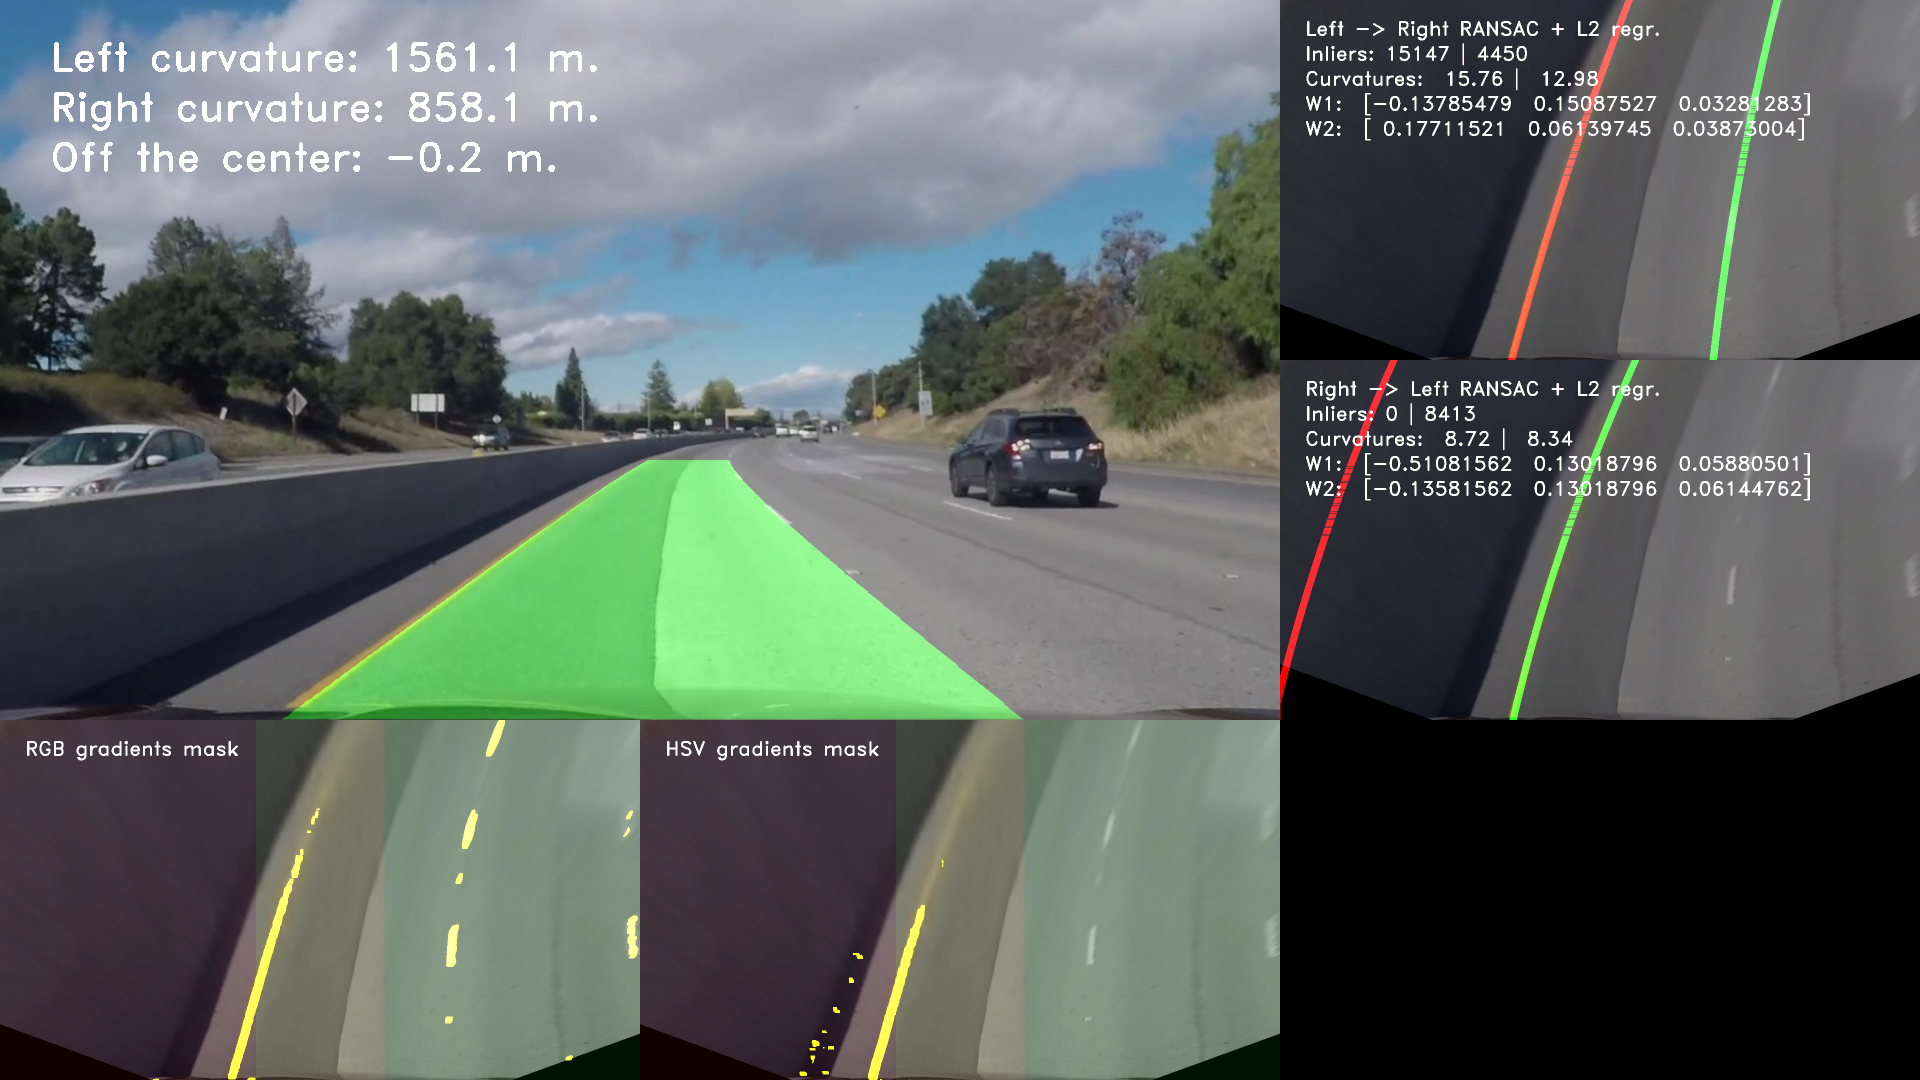 Left curvature: 1561.1 m.
Right curvature: 858.1 m.
Off the center: -0.2 m.
Left -> Right RANSAC + L2 regr.
Inliers: 15147 | 4450
Curvatures: 15.76 | 12.98
W1: [-0.13785479 0.15087527 0.03281283]
W2: [ 0.17711521 0.06139745 0.03873004]
Right -> Left RANSAC + L2 regr.
Inliers: 0 | 8413
Curvatures: 8.72 | 8.34
W1: [-0.51081562 0.13018796 0.05880501]
W2: [-0.13581562 0.13018796 0.06144762]
RGB gradients mask
HSV gradients mask